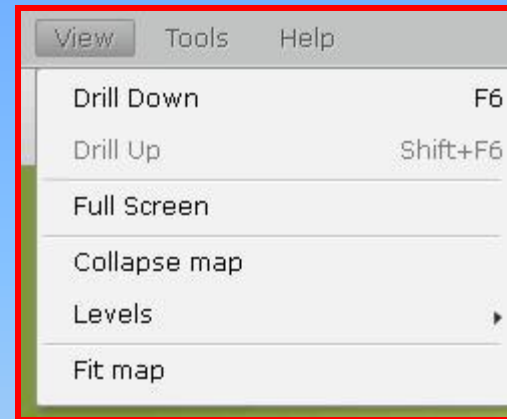 View Tools Help
Drill Down F6
Drill Up Shift+F6
Full Screen
Collapse map
Levels
Fit map